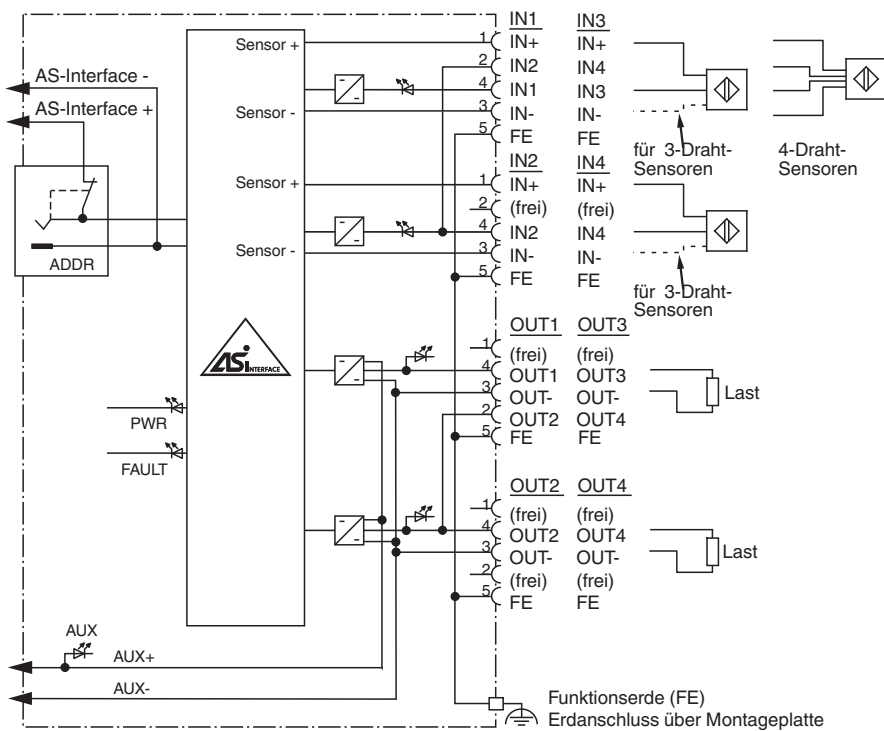 AS-Interface -
AS-Interface +
ADDR
PWR
FAULT
AUX
AUX+
AUX-
Sensor +
Sensor -
Sensor +
Sensor -
ASi INTERFACE
IN1 IN3
1 IN+ IN+
2 IN2 IN4
4 IN1 IN3
3 IN- IN-
5 FE FE
für 3-Draht-
Sensoren
4-Draht-
Sensoren
IN2 IN4
1 IN+ IN+
2 (frei) (frei)
4 IN2 IN4
3 IN- IN-
5 FE FE
für 3-Draht-
Sensoren
OUT1 OUT3
1 (frei) (frei)
4 OUT1 OUT3
3 OUT- OUT-
2 OUT2 OUT4
5 FE FE
Last
OUT2 OUT4
1 (frei) (frei)
4 OUT2 OUT4
3 OUT- OUT-
2 (frei) (frei)
5 FE FE
Last
Funktionserde (FE)
Erdanschluss über Montageplatte